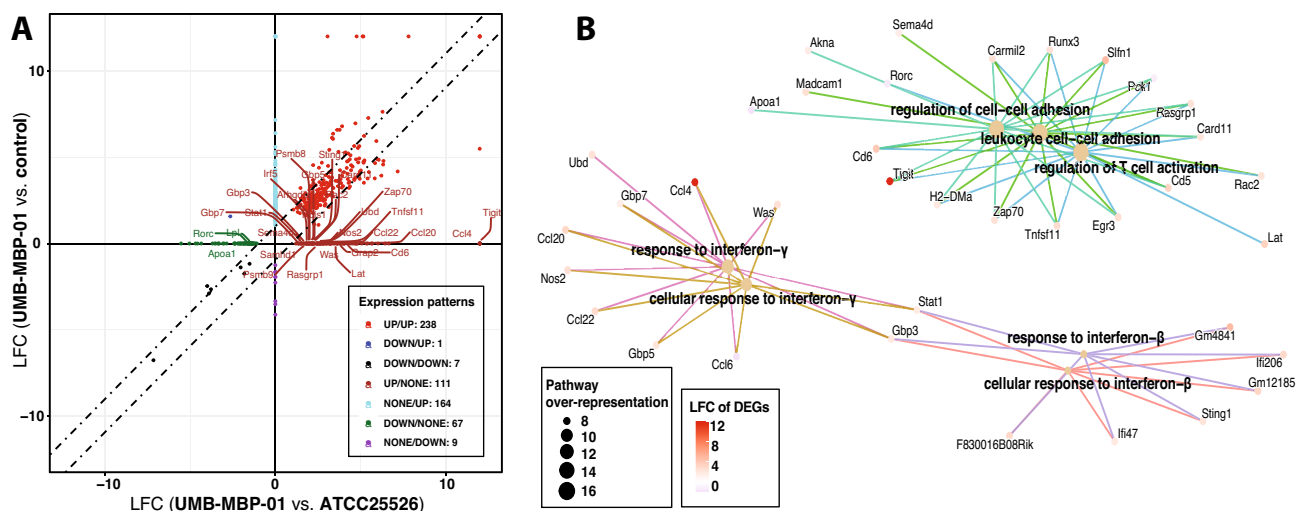 A
LFC (UMB-MBP-01 vs. control)
10
0
−10
Psmb8
Sting1
Irf5
Gbp5
Gbp3
Zap70
Gbp7
Stat1
Ubd
Tnfsf11
Tigit
Rorc
Lpl
Sema4d
Nos2
Ccl22
Ccl20
Ccl4
Apoa1
Samhd1
Was
Grap2
Cd6
Psmb9
Rasgrp1
Lat
Expression patterns
UP/UP: 238
DOWN/UP: 1
DOWN/DOWN: 7
UP/NONE: 111
NONE/UP: 164
DOWN/NONE: 67
NONE/DOWN: 9
−10
0
10
LFC (UMB-MBP-01 vs. ATCC25526)
B
Sema4d
Akna
Carmil2
Runx3
Slfn1
Rorc
Madcam1
Pck1
Apoa1
regulation of cell−cell adhesion
Rasgrp1
leukocyte cell−cell adhesion
Card11
Cd6
regulation of T cell activation
Tigit
Cd5
Rac2
H2−DMa
Zap70
Tnfsf11
Egr3
Lat
Ubd
Gbp7
Ccl4
Was
Ccl20
response to interferon−γ
Nos2
cellular response to interferon−γ
Ccl22
Stat1
Gbp5
Ccl6
Gbp3
response to interferon−β
Gm4841
Ifi206
cellular response to interferon−β
Gm12185
Sting1
Ifi47
F830016B08Rik
Pathway
over-representation
8
10
12
14
16
LFC of DEGs
12
8
4
0